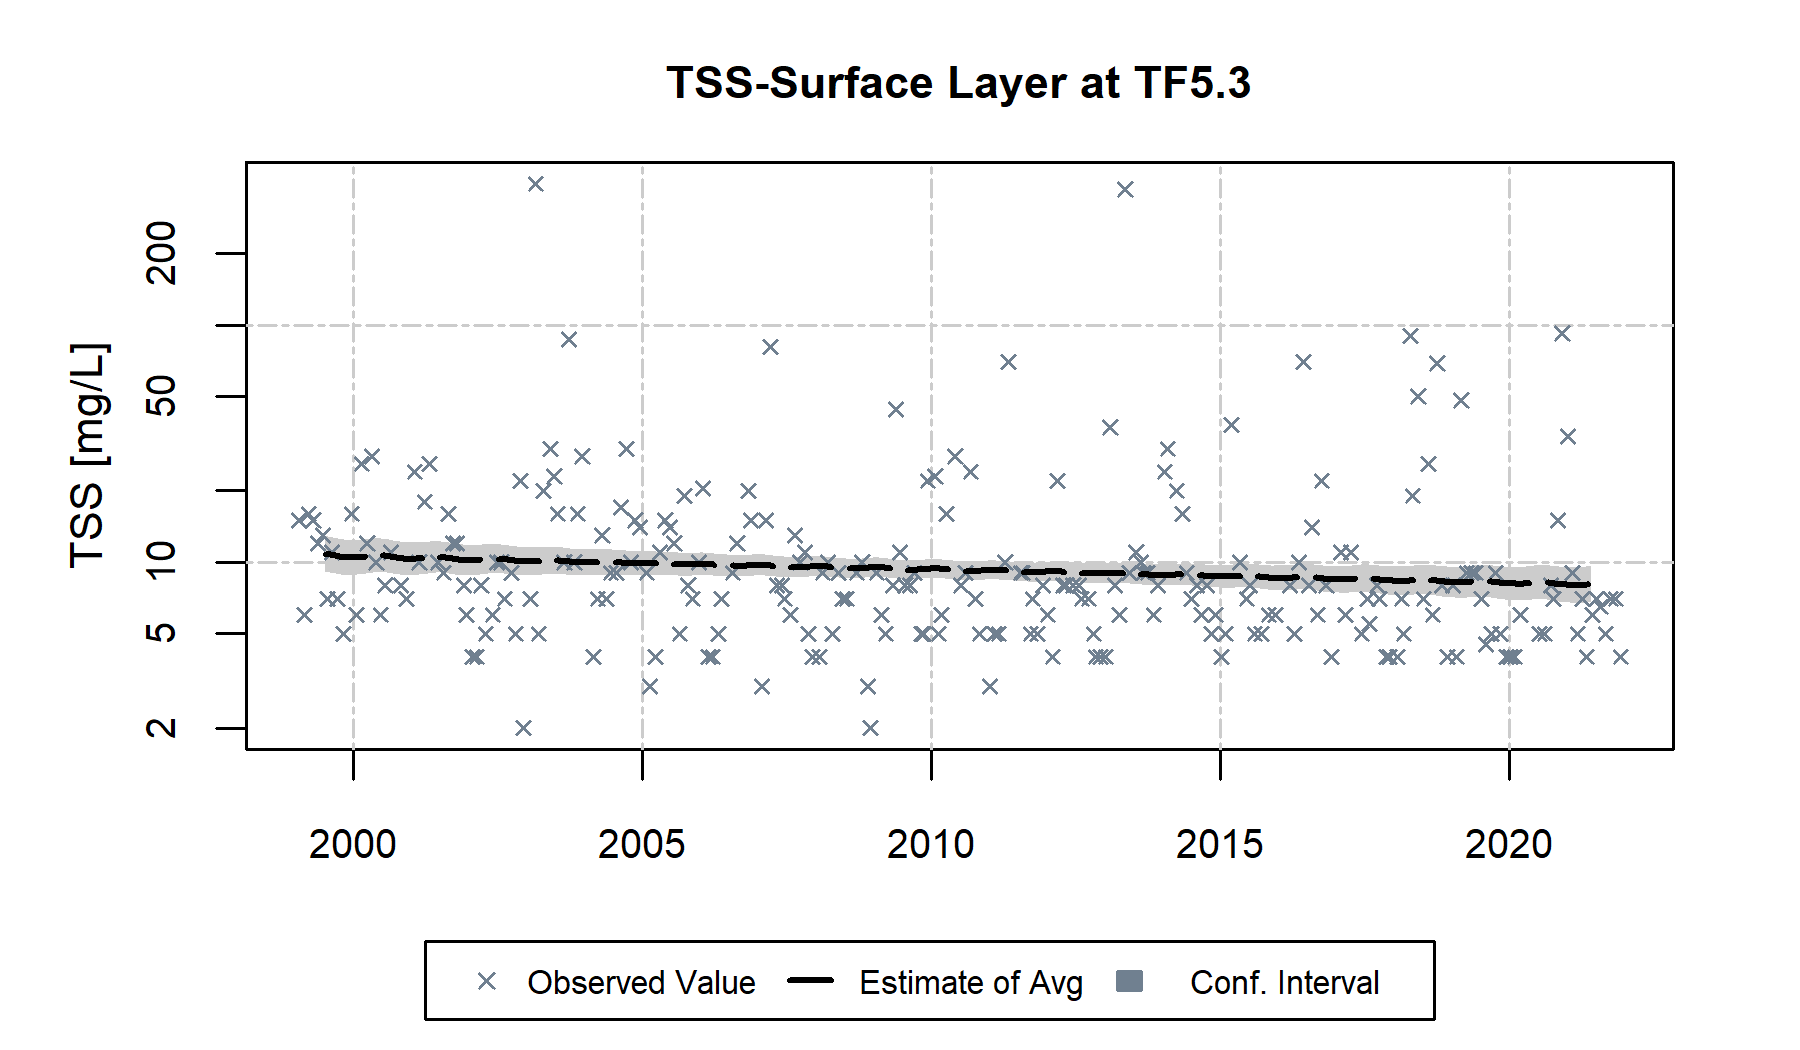 TSS-Surface Layer at TF5.3
TSS [mg/L]
200
50
10
5
2
2000 2005 2010 2015 2020
Observed Value Estimate of Avg Conf. Interval